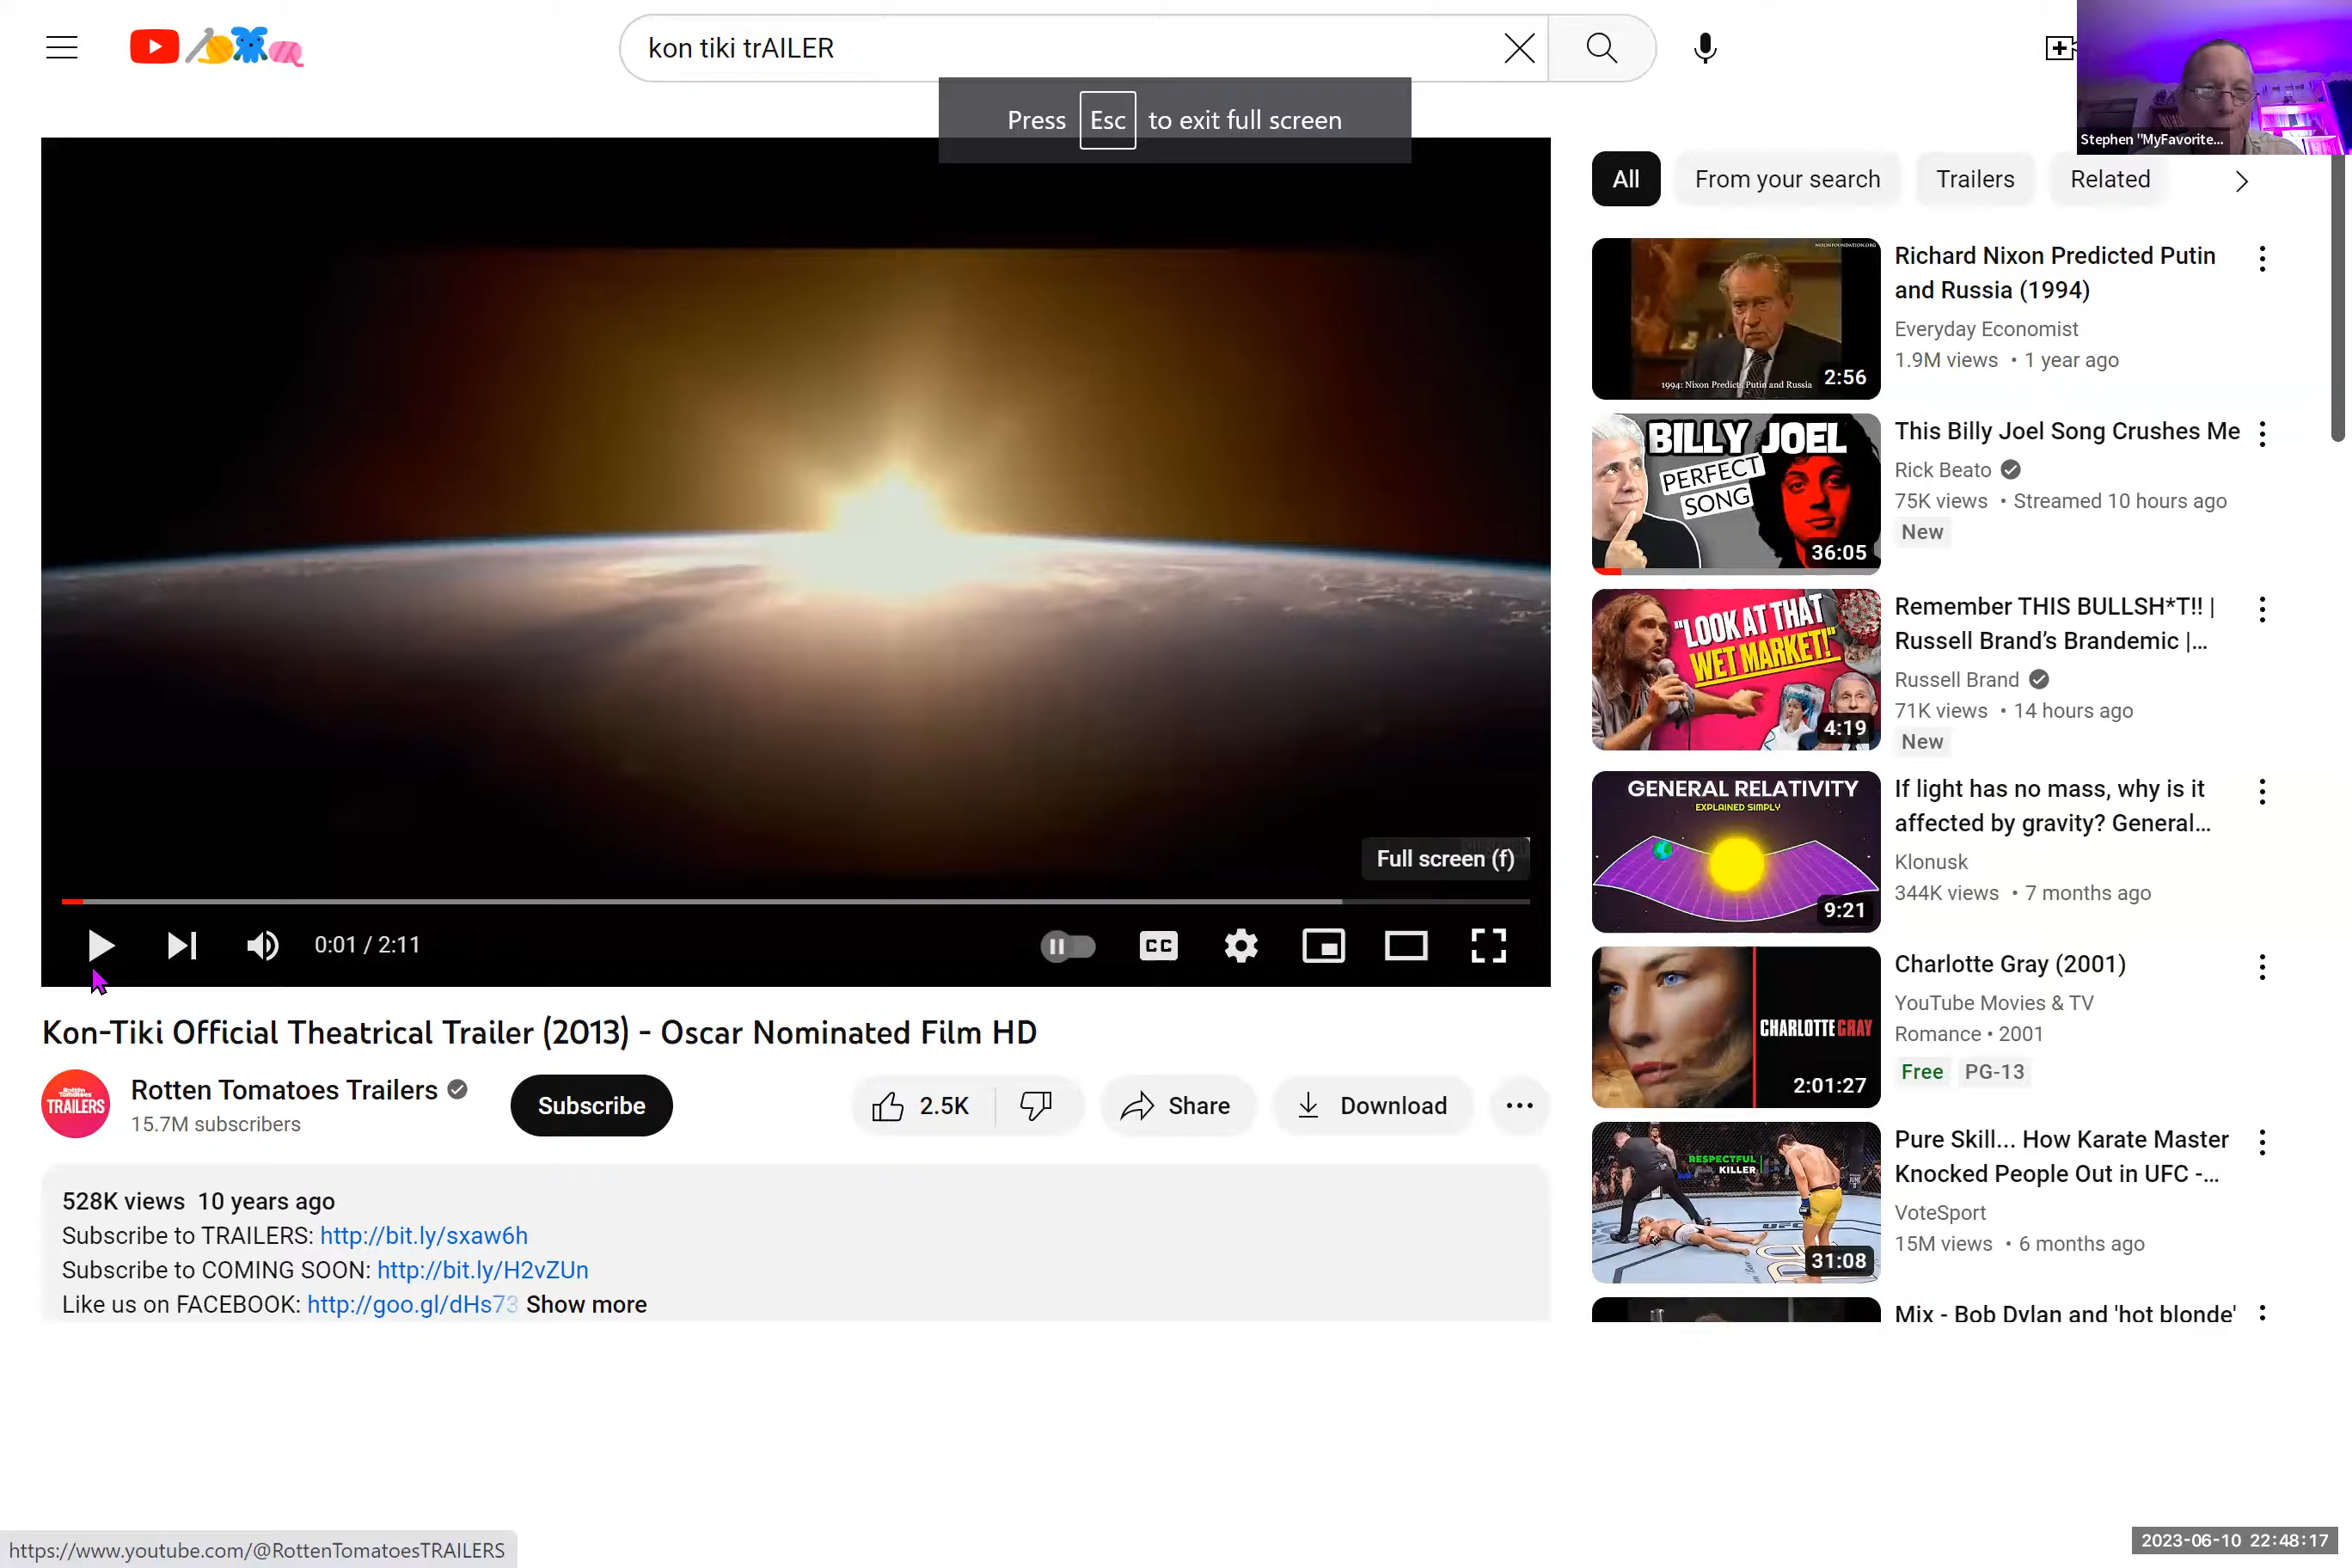 kon tiki trAILER
Press Esc to exit full screen
Stephen "MyFavorite...
All
From your search
Trailers
Related
Full screen (f)
0:01 / 2:11
CC
Kon-Tiki Official Theatrical Trailer (2013) - Oscar Nominated Film HD
Rotten Tomatoes TRAILERS
Rotten Tomatoes Trailers
15.7M subscribers
Subscribe
2.5K
Share
Download
528K views 10 years ago
Subscribe to TRAILERS: http://bit.ly/sxaw6h
Subscribe to COMING SOON: http://bit.ly/H2vZUn
Like us on FACEBOOK: http://goo.gl/dHs73 Show more
NIXONFOUNDATION.ORG
1994: Nixon Predicts Putin and Russia
2:56
Richard Nixon Predicted Putin
and Russia (1994)
Everyday Economist
1.9M views • 1 year ago
BILLY JOEL
PERFECT
SONG
36:05
This Billy Joel Song Crushes Me
Rick Beato
75K views • Streamed 10 hours ago
New
"LOOK AT THAT
WET MARKET!"
4:19
Remember THIS BULLSH*T!! |
Russell Brand’s Brandemic |...
Russell Brand
71K views • 14 hours ago
New
GENERAL RELATIVITY
EXPLAINED SIMPLY
9:21
If light has no mass, why is it
affected by gravity? General...
Klonusk
344K views • 7 months ago
CHARLOTTE GRAY
2:01:27
Charlotte Gray (2001)
YouTube Movies & TV
Romance • 2001
Free PG-13
RESPECTFUL
KILLER
31:08
Pure Skill... How Karate Master
Knocked People Out in UFC -...
VoteSport
15M views • 6 months ago
Mix - Bob Dylan and 'hot blonde'
https://www.youtube.com/@RottenTomatoesTRAILERS
2023-06-10 22:48:17